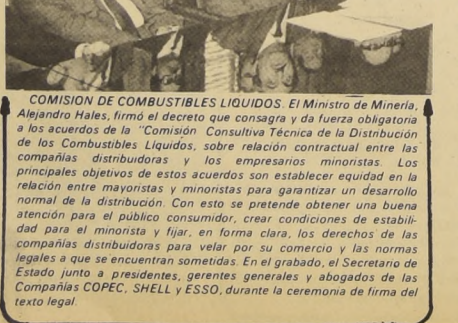 COMISION DE COMBUSTIBLES LIQUIDOS. El Ministro de Minería,
Alejandro Hales, firmó el decreto que consagra y da fuerza obligatoria
a los acuerdos de la "Comisión Consultiva Técnica de la Distribución
de los Combustibles Líquidos, sobre relación contractual entre las
compañías distribuidoras y los empresarios minoristas. Los
principales objetivos de estos acuerdos son establecer equidad en la
relación entre mayoristas y minoristas para garantizar un desarrollo
normal de la distribución. Con esto se pretende obtener una buena
atención para el público consumidor, crear condiciones de estabili-
dad para el minorista y fijar, en forma clara, los derechos de las
compañías distribuidoras para velar por su comercio y las normas
legales a que se encuentran sometidas. En el grabado, el Secretario de
Estado junto a presidentes, gerentes generales y abogados de las
Compañías COPEC, SHELL y ESSO, durante la ceremonia de firma del
texto legal.